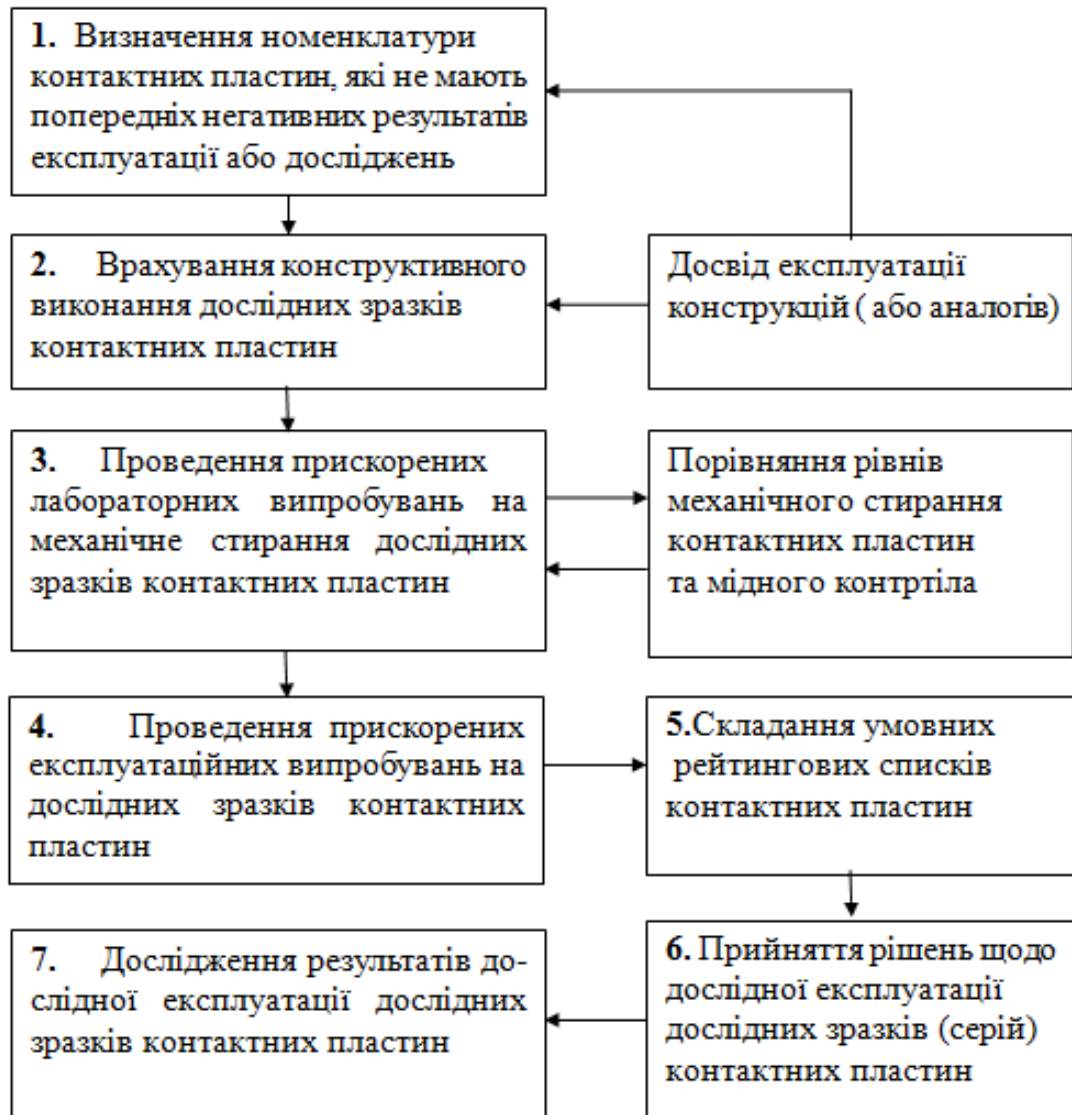 1. Визначення номенклатури
контактних пластин, які не мають
попередніх негативних результатів
експлуатації або досліджень
2. Врахування конструктивного
виконання дослідних зразків
контактних пластин
Досвід експлуатації
конструкцій ( або аналогів)
3. Проведення прискорених
лабораторних випробувань на
механічне стирання дослідних
зразків контактних пластин
Порівняння рівнів
механічного стирання
контактних пластин
та мідного контртіла
4. Проведення прискорених
експлуатаційних випробувань на
дослідних зразків контактних
пластин
5.Складання умовних
рейтингових списків
контактних пластин
6. Прийняття рішень щодо
дослідної експлуатації
дослідних зразків (серій)
контактних пластин
7. Дослідження результатів до-
слідної експлуатації дослідних
зразків контактних пластин